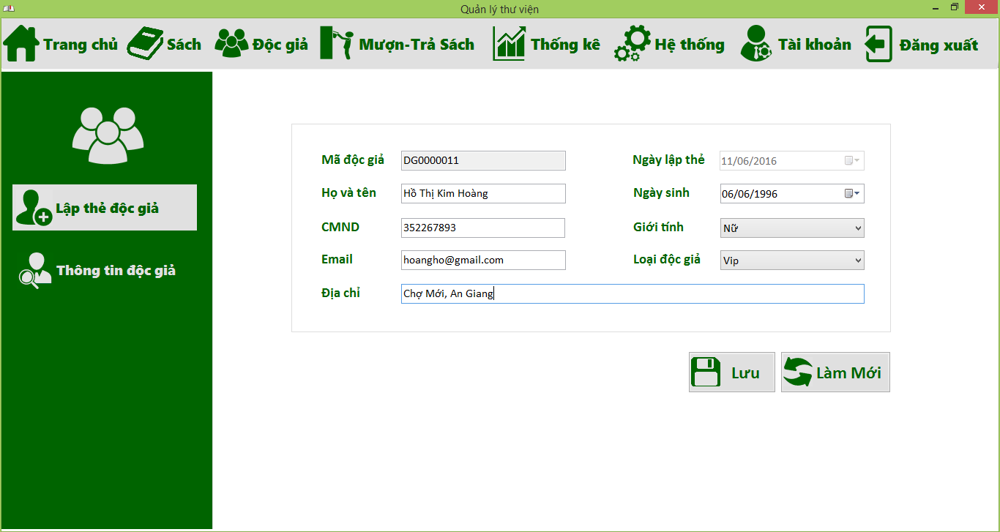 Quản lý thư viện
Trang chủ Sách Độc giả Mượn-Trả Sách Thống kê Hệ thống Tài khoản Đăng xuất
Lập thẻ độc giả
Thông tin độc giả
Mã độc giả DG0000011 Ngày lập thẻ 11/06/2016
Họ và tên Hồ Thị Kim Hoàng Ngày sinh 06/06/1996
CMND 352267893 Giới tính Nữ
Email hoangho@gmail.com Loại độc giả Vip
Địa chỉ Chợ Mới, An Giang
Lưu Làm Mới